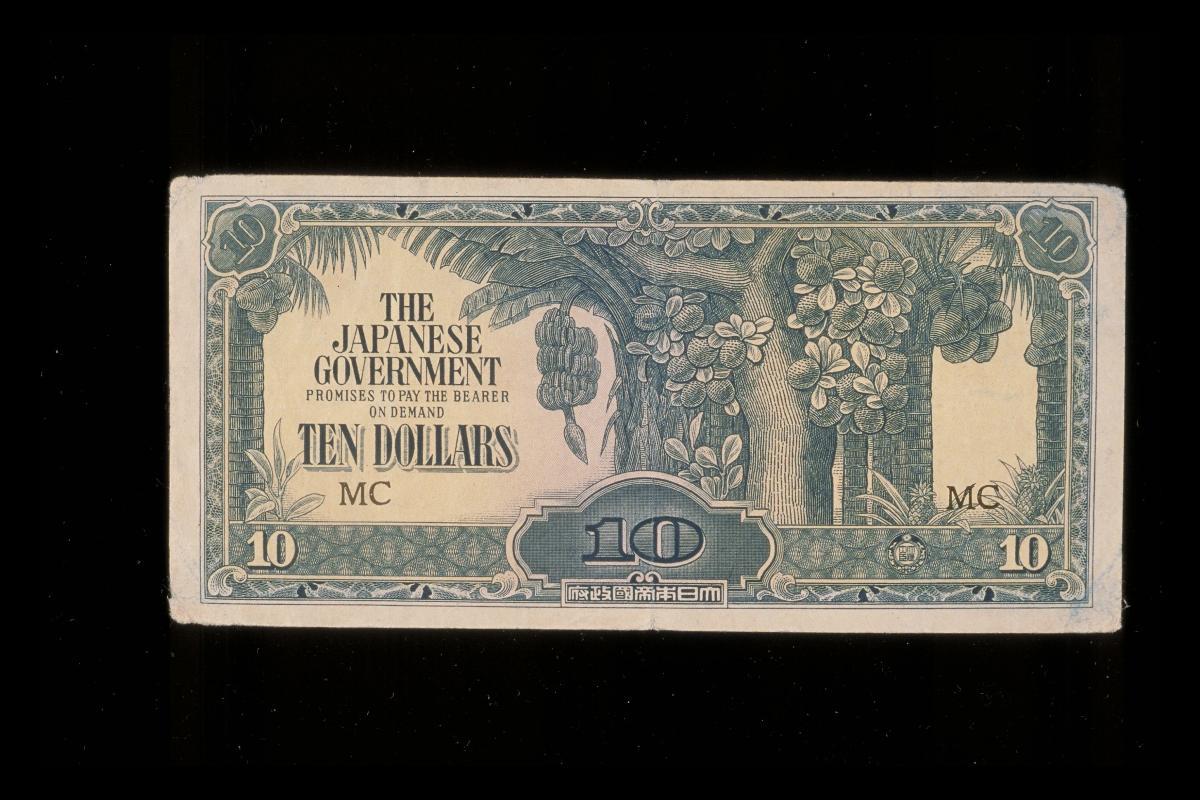 10
10
THE
JAPANESE
GOVERNMENT
PROMISES TO PAY THE BEARER
ON DEMAND
TEN DOLLARS
MC
MC
10
10
10
府政國帝本日大